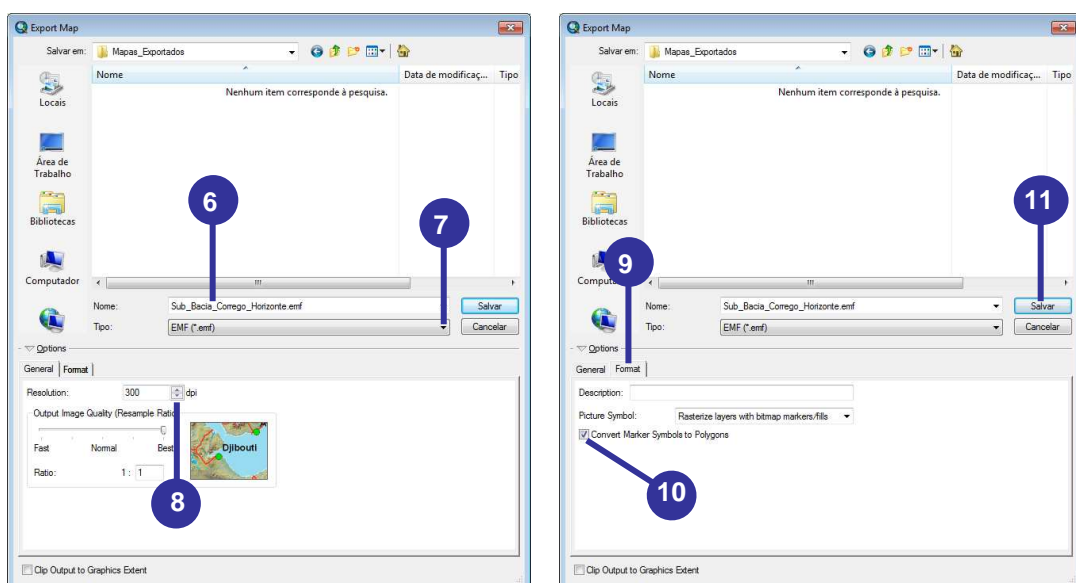 Export Map
Salvar em:
Mapas_Exportados
Nome
Data de modificaç...
Tipo
Nenhum item corresponde à pesquisa.
Locais
Área de
Trabalho
Bibliotecas
Computador
6
7
Nome:
Sub_Bacia_Corrego_Horizonte.emf
Salvar
Tipo:
EMF (*.emf)
Cancelar
Options
General
Format
Resolution:
300
dpi
Output Image Quality (Resample Ratio
Fast
Normal
Best
Djibouti
Ratio:
1 :
1
8
Clip Output to Graphics Extent
Export Map
Salvar em:
Mapas_Exportados
Nome
Data de modificaç...
Tipo
Nenhum item corresponde à pesquisa.
Locais
Área de
Trabalho
Bibliotecas
11
9
Nome:
Sub_Bacia_Corrego_Horizonte.emf
Salvar
Tipo:
EMF (*.emf)
Cancelar
Options
General
Format
Description:
Picture Symbol:
Rasterize layers with bitmap markers/fills
Convert Marker Symbols to Polygons
10
Clip Output to Graphics Extent